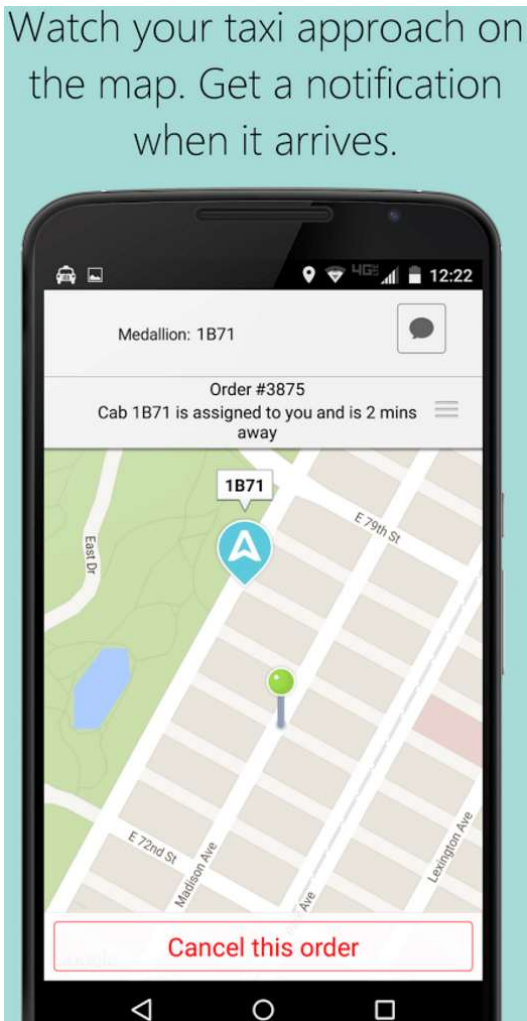 Watch your taxi approach on
the map. Get a notification
when it arrives.
4G
12:22
Medallion: 1B71
Order #3875
Cab 1B71 is assigned to you and is 2 mins
away
1B71
E 79th St
East Dr
E 72nd St
Madison Ave
Ave
Lexington Ave
Cancel this order